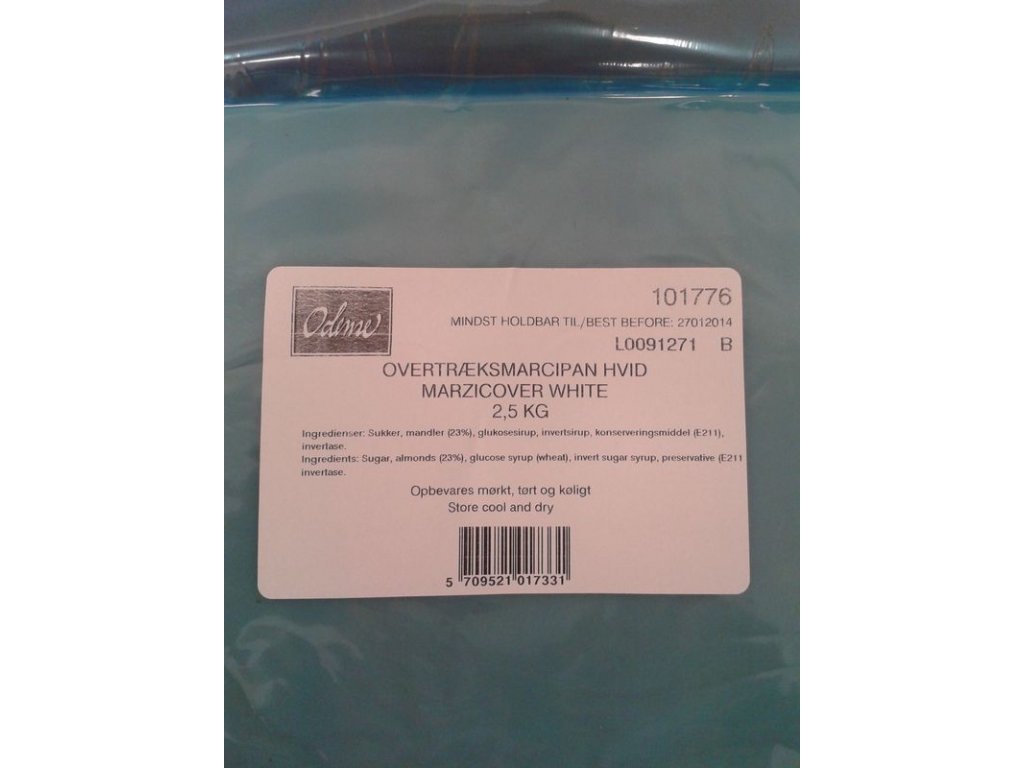 Odense
101776
MINDST HOLDBAR TIL/BEST BEFORE: 27012014
L0091271 B
OVERTRÆKSMARCIPAN HVID
MARZICOVER WHITE
2,5 KG
Ingredienser: Sukker, mandler (23%), glukosesirup, invertsirup, konserveringsmiddel (E211),
invertase.
Ingredients: Sugar, almonds (23%), glucose syrup (wheat), invert sugar syrup, preservative (E211
invertase.
Opbevares mørkt, tørt og køligt
Store cool and dry
5 709521 017331